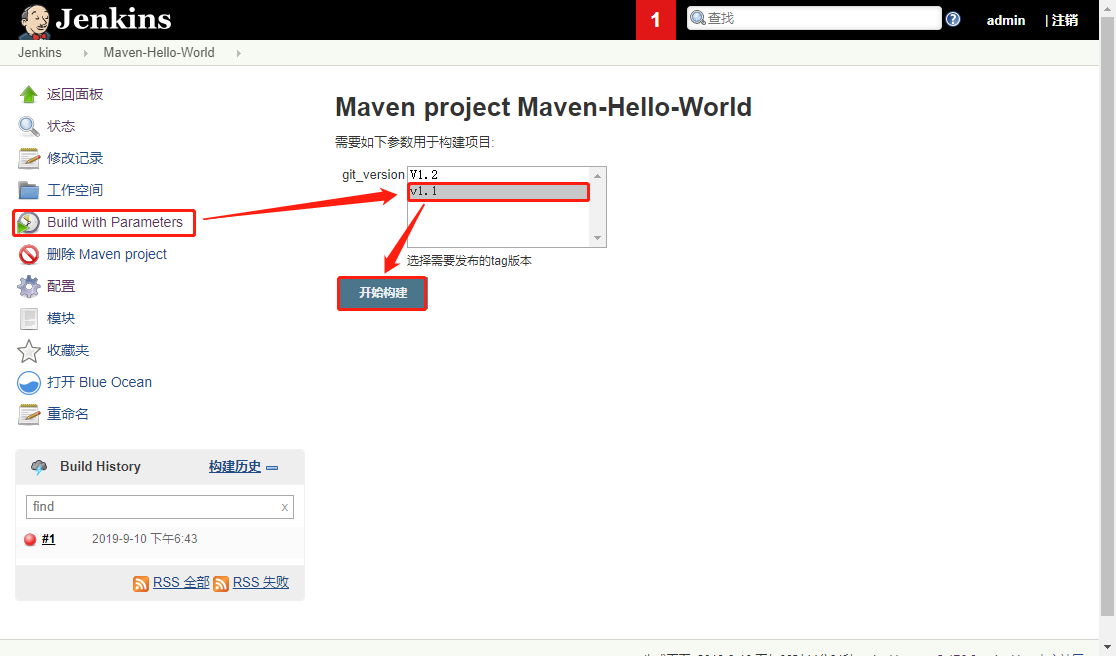 Jenkins
1
查找
admin
| 注销
Jenkins
Maven-Hello-World
返回面板
状态
修改记录
工作空间
Build with Parameters
删除 Maven project
配置
模块
收藏夹
打开 Blue Ocean
重命名
Maven project Maven-Hello-World
需要如下参数用于构建项目:
git_version
V1.2
v1.1
选择需要发布的tag版本
开始构建
Build History
构建历史
find
x
#1
2019-9-10 下午6:43
RSS 全部
RSS 失败